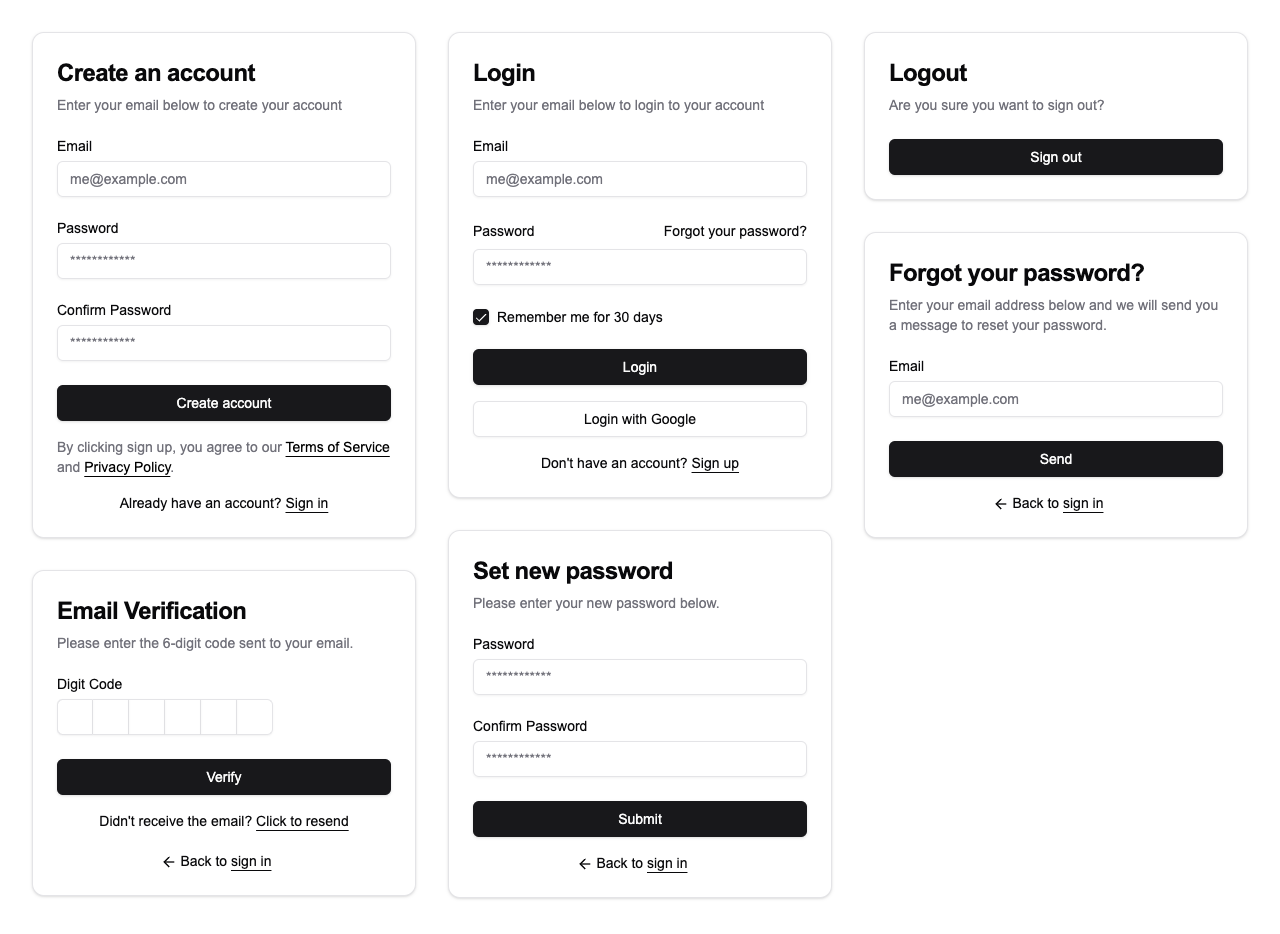 Create an account
Enter your email below to create your account
Email
me@example.com
Password
************
Confirm Password
************
Create account
By clicking sign up, you agree to our Terms of Service
and Privacy Policy.
Already have an account? Sign in
Email Verification
Please enter the 6-digit code sent to your email.
Digit Code
Verify
Didn't receive the email? Click to resend
← Back to sign in
Login
Enter your email below to login to your account
Email
me@example.com
Password Forgot your password?
************
Remember me for 30 days
Login
Login with Google
Don't have an account? Sign up
Set new password
Please enter your new password below.
Password
************
Confirm Password
************
Submit
← Back to sign in
Logout
Are you sure you want to sign out?
Sign out
Forgot your password?
Enter your email address below and we will send you
a message to reset your password.
Email
me@example.com
Send
← Back to sign in